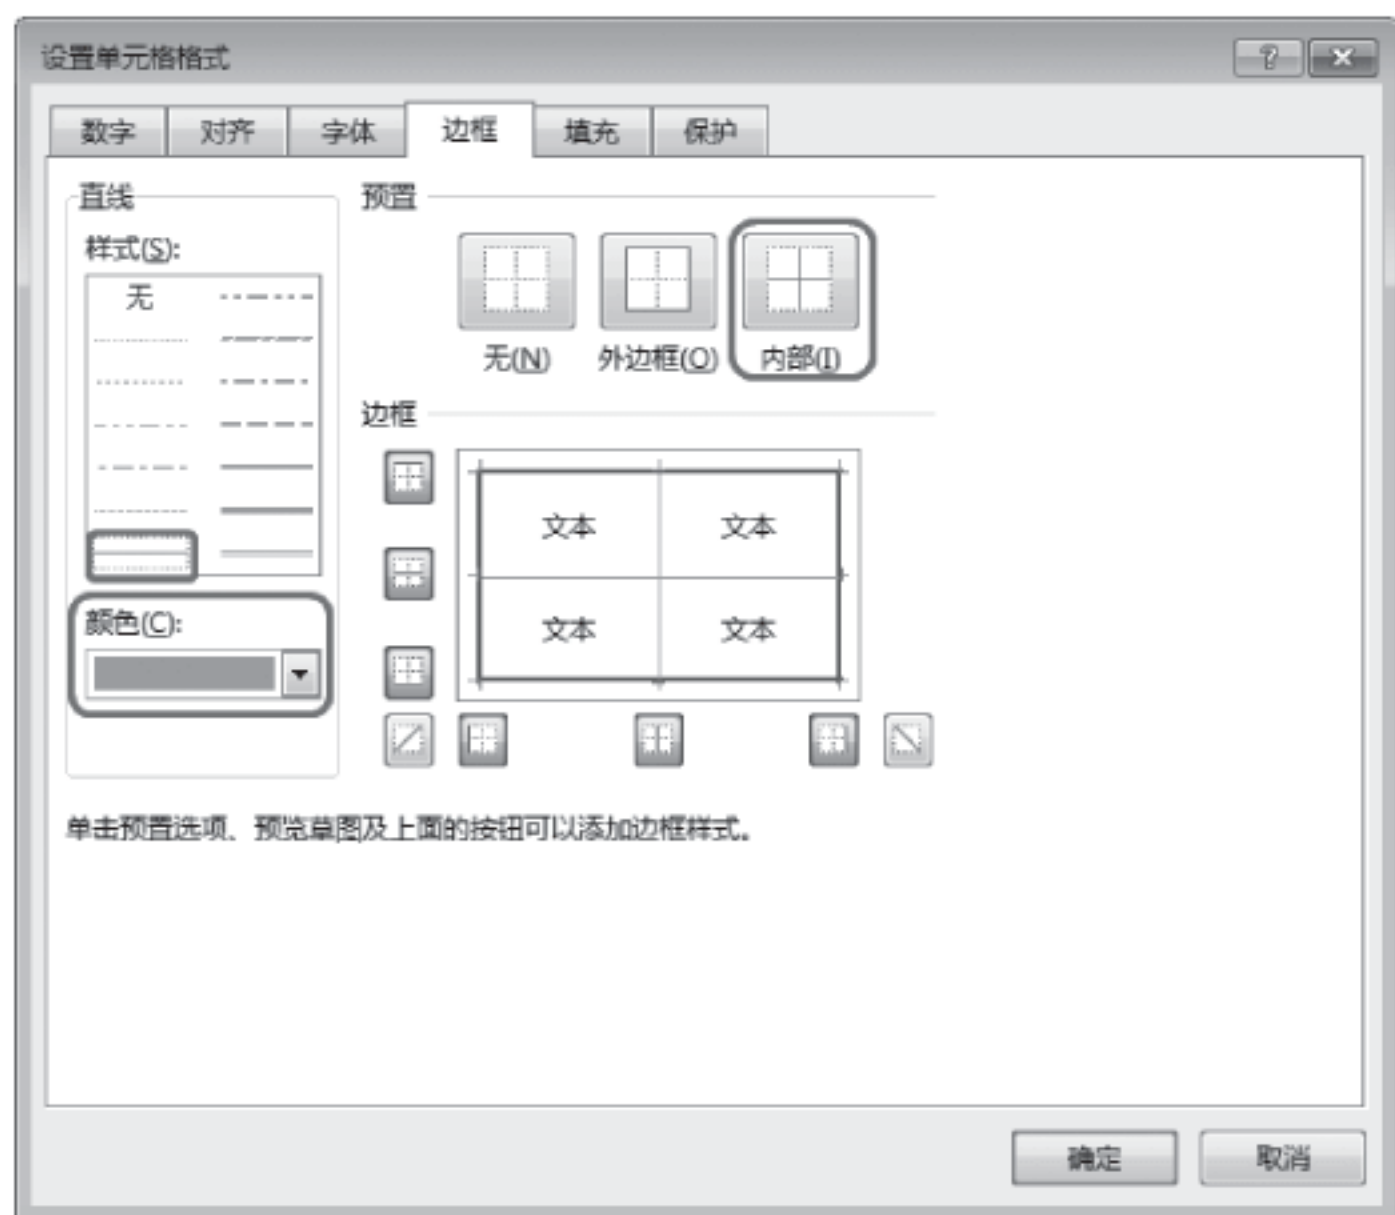 设置单元格格式
数字 对齐 字体 边框 填充 保护
直线
样式(S):
无
颜色(C):
预置
无(N) 外边框(O) 内部(I)
边框
文本 文本
文本 文本
单击预置选项、预览草图及上面的按钮可以添加边框样式。
确定 取消